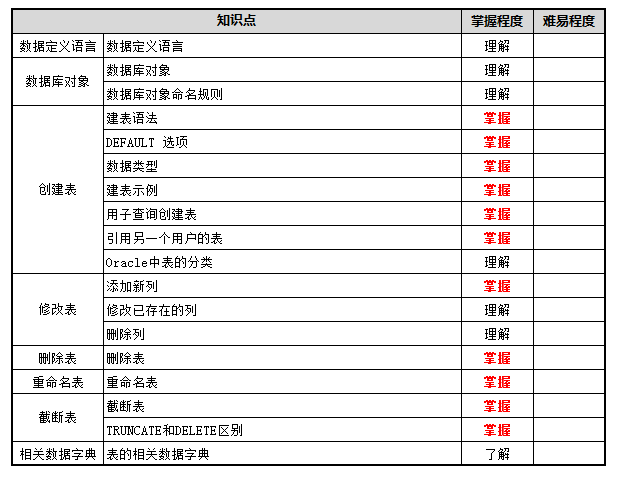 知识点 掌握程度 难易程度
数据定义语言 数据定义语言 理解
数据库对象 数据库对象 理解
数据库对象命名规则 理解
创建表 建表语法 掌握
DEFAULT 选项 掌握
数据类型 掌握
建表示例 掌握
用子查询创建表 掌握
引用另一个用户的表 掌握
Oracle中表的分类 理解
修改表 添加新列 掌握
修改已存在的列 理解
删除列 理解
删除表 删除表 掌握
重命名表 重命名表 掌握
截断表 截断表 掌握
TRUNCATE和DELETE区别 掌握
相关数据字典 表的相关数据字典 了解